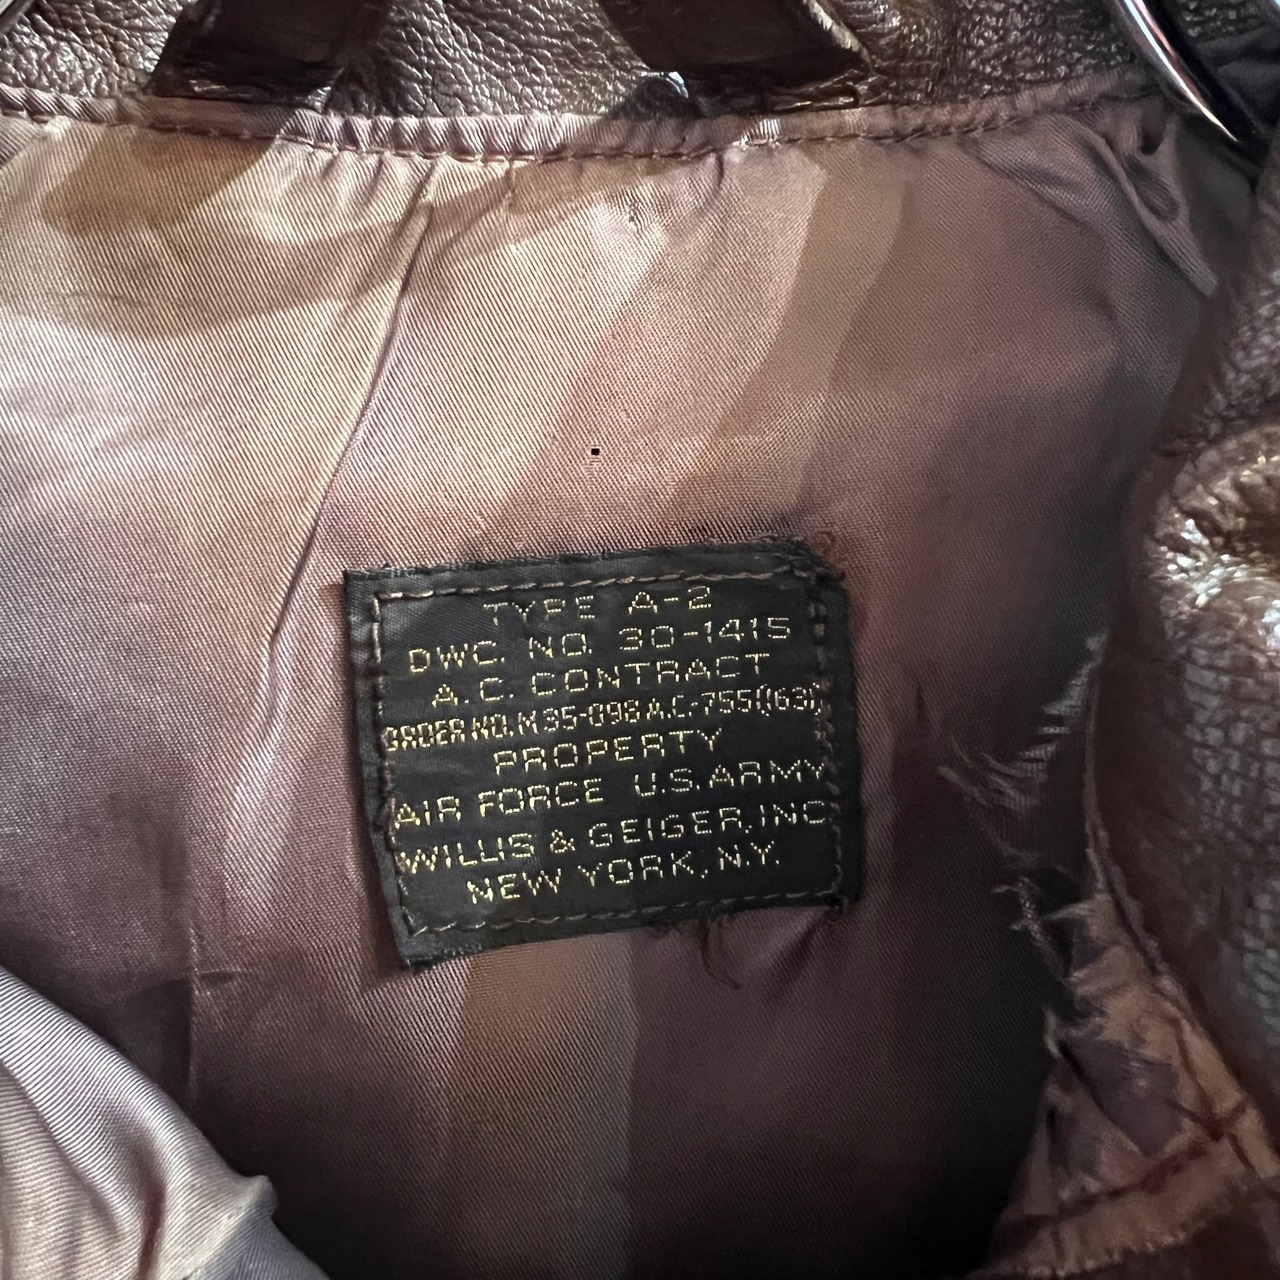 TYPE A-2
DWC. NO. 30-1415
A.C. CONTRACT
ORDER NO. M 35-098 A.C.-755(63)
PROPERTY
AIR FORCE U.S. ARMY
WILLIS & GEIGER, INC
NEW YORK, N.Y.